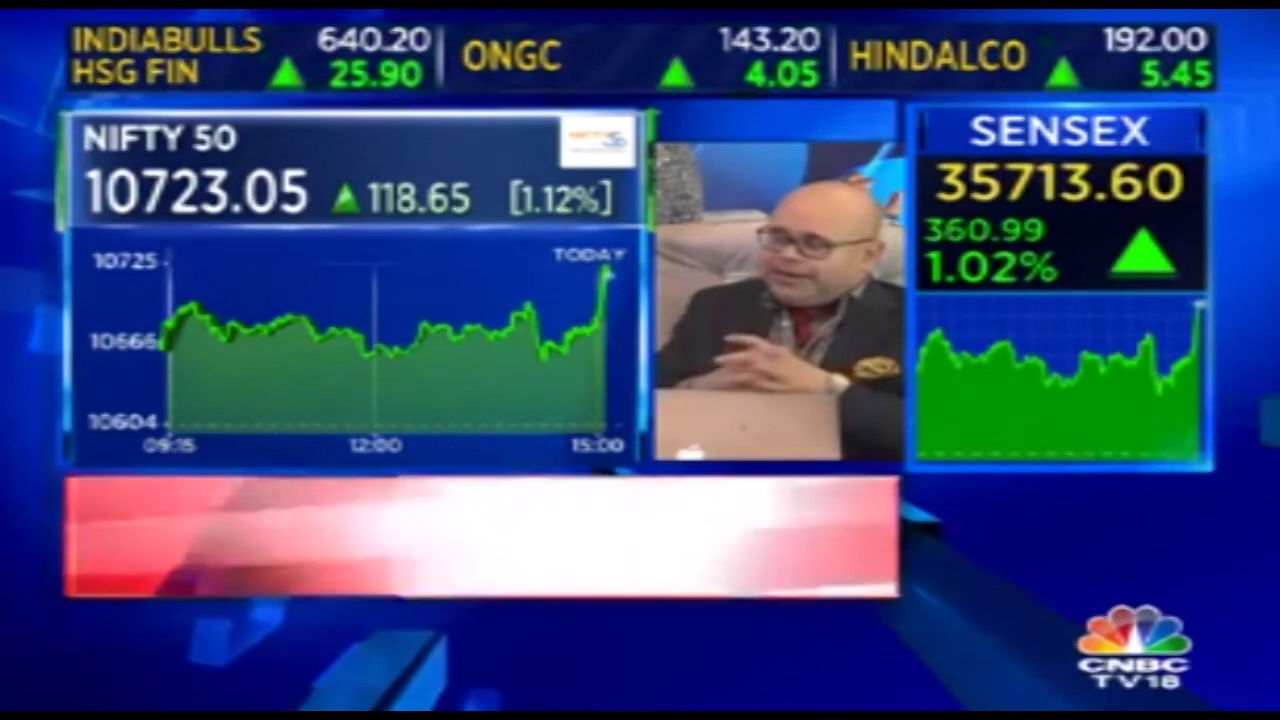 INDIABULLS
HSG FIN
640.20
25.90
ONGC
143.20
4.05
HINDALCO
192.00
5.45
NIFTY 50
10723.05 118.65 [1.12%]
TODAY
10725
10666
10604
09:15 12:00 15:00
SENSEX
35713.60
360.99
1.02%
CNBC
TV18